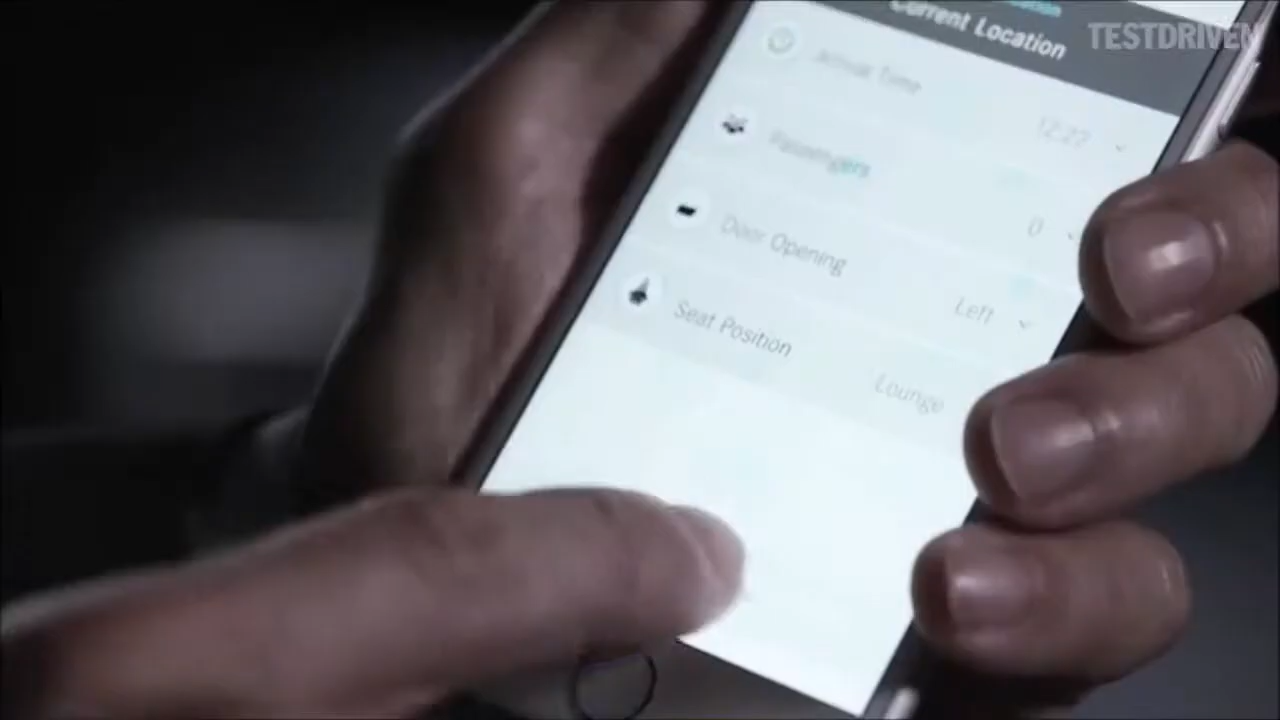 TESTDRIVEN
Current Location
Arrival Time
12:27
Passengers
0
Door Opening
Left
Seat Position
Lounge